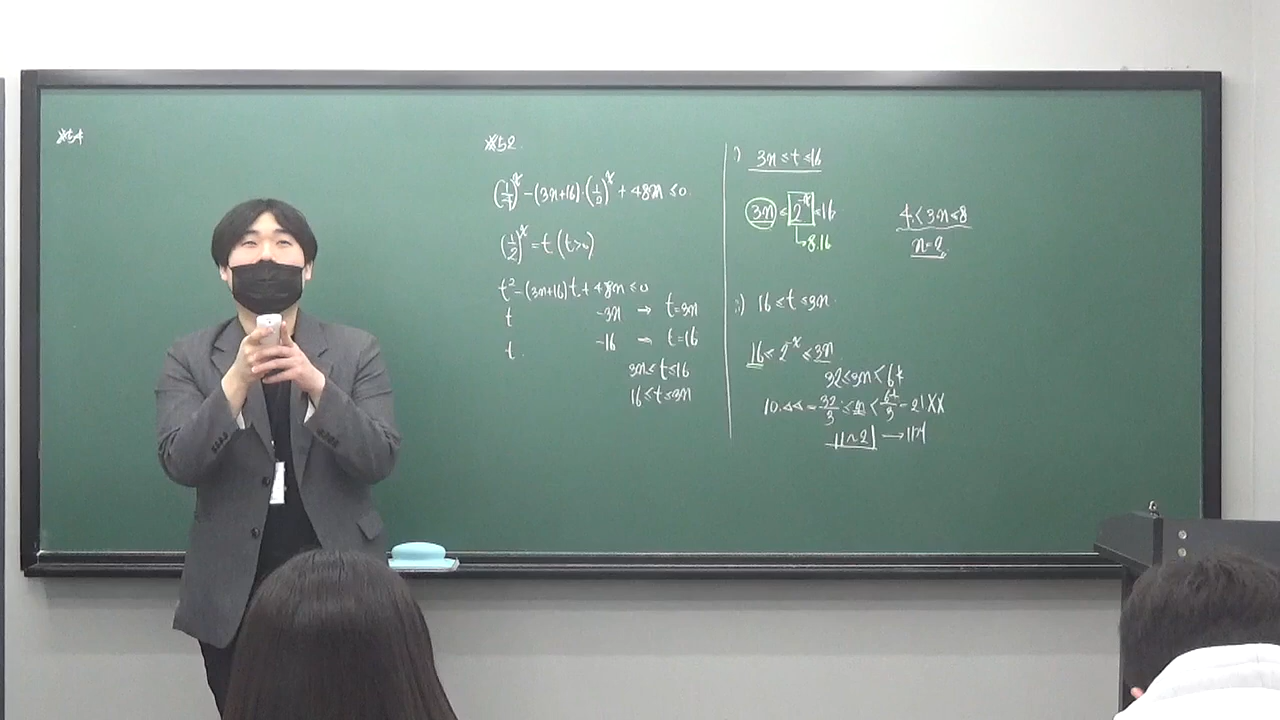 ※54
※52.
(1/4)^x - (3n+16)·(1/2)^x + 48n ≤ 0
(1/2)^x = t (t>0)
t² - (3n+16)t + 48n ≤ 0
t -3n → t=3n
t -16 → t=16
3n ≤ t ≤ 16
16 ≤ t ≤ 3n
i) 3n ≤ t ≤ 16
3n ≤ 2^-x ≤ 16
→ 8.16
4 < 3n ≤ 8
n=2
ii) 16 ≤ t ≤ 3n
16 ≤ 2^-x ≤ 3n
32 ≤ 3n < 64
= 32/3 ≤ n < 64/3 = 21.XX
11~21 → 11개